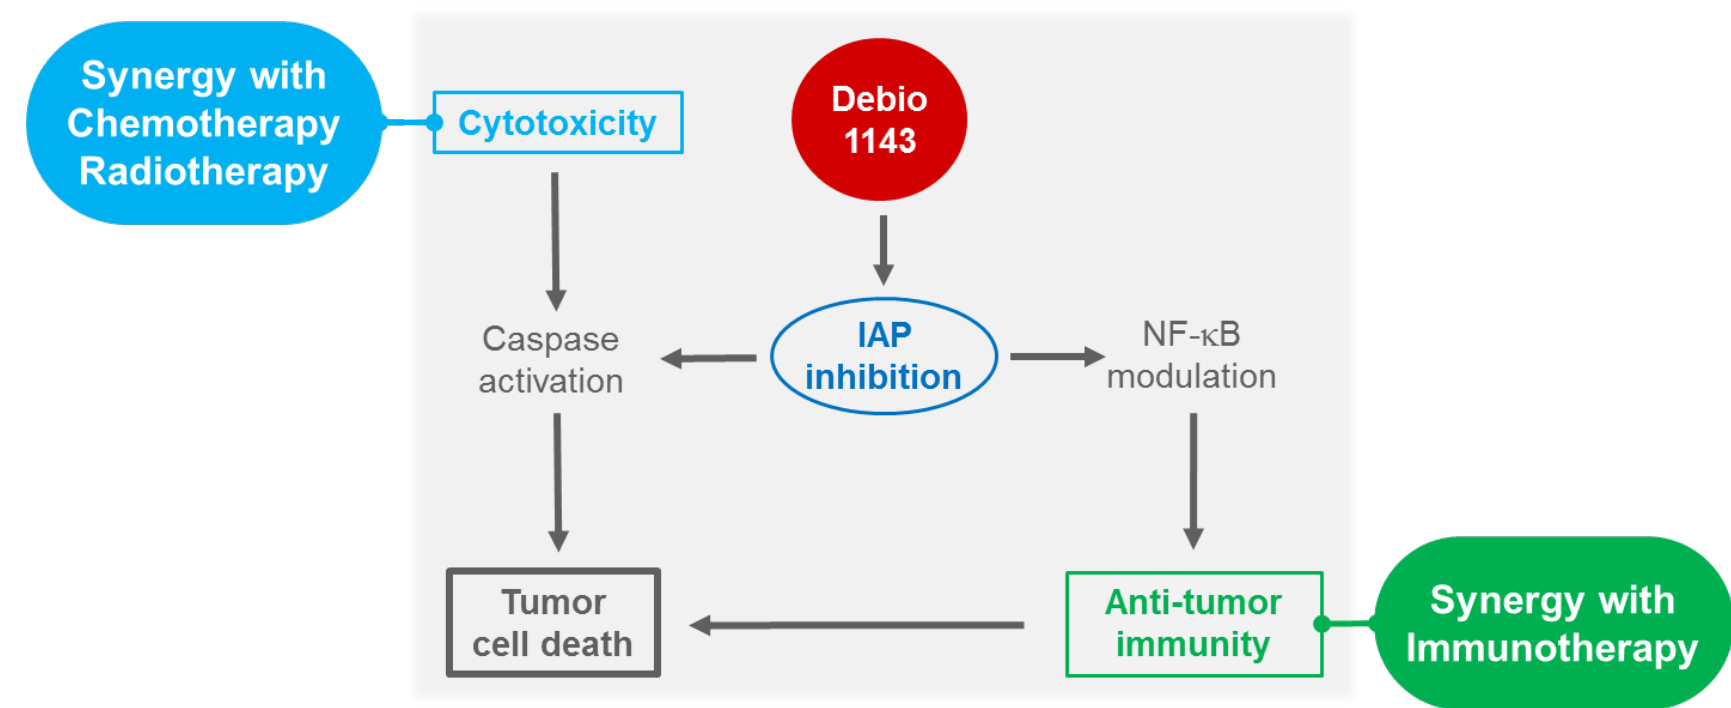 Synergy with
Chemotherapy
Radiotherapy
Cytotoxicity
Debio
1143
Caspase
activation
IAP
inhibition
NF-κB
modulation
Tumor
cell death
Anti-tumor
immunity
Synergy with
Immunotherapy